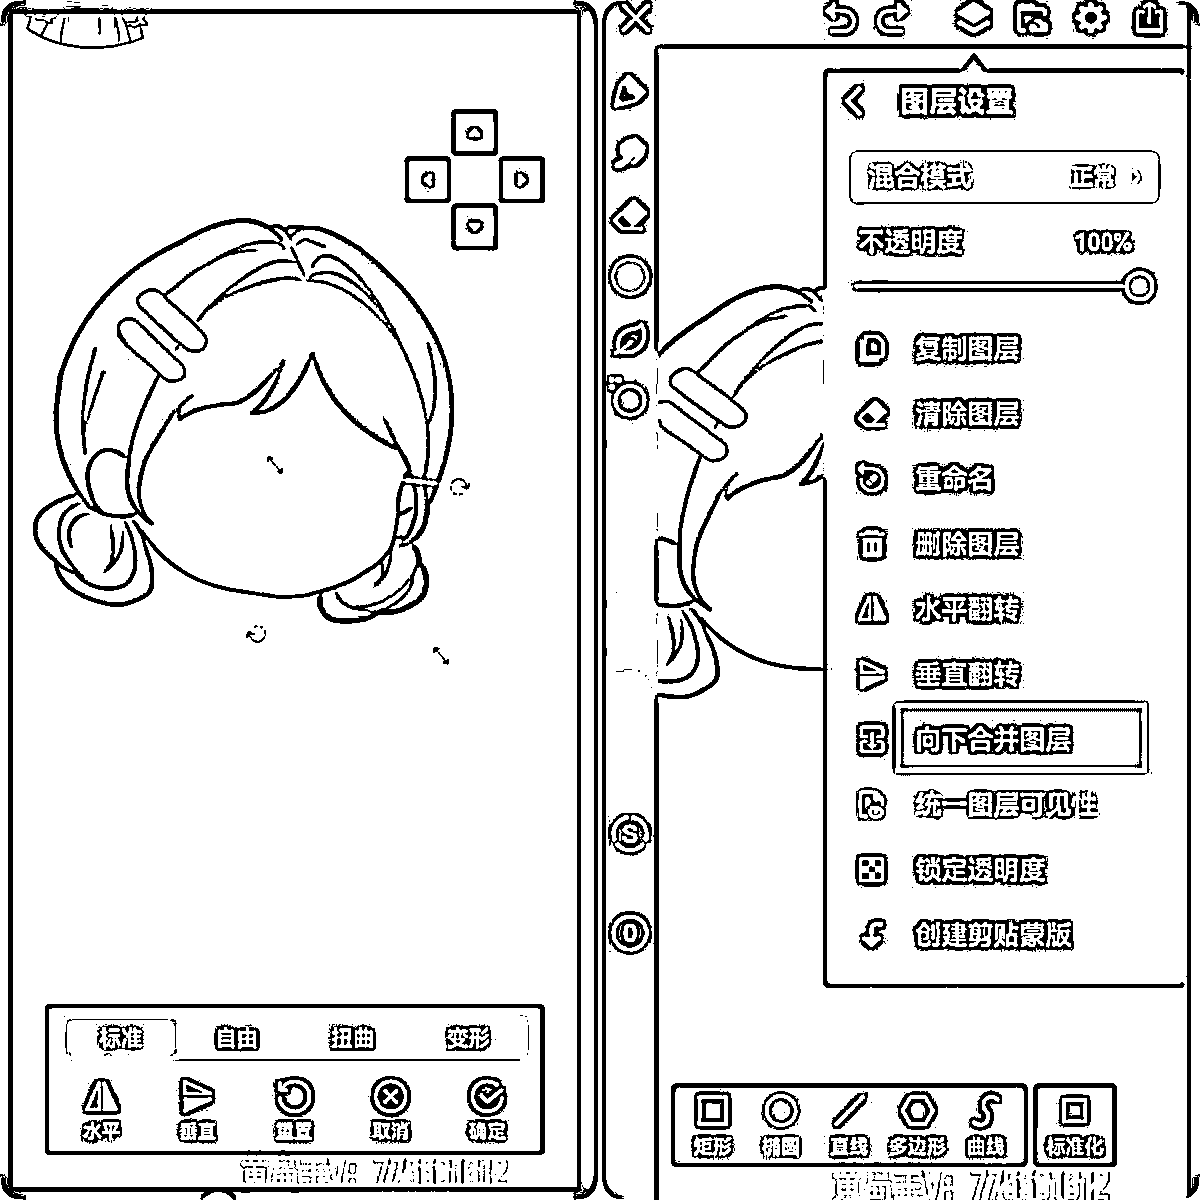 标准 自由 扭曲 变形
水平 垂直 重置 取消 确定
图层设置
混合模式 正常
不透明度 100%
复制图层
清除图层
重命名
删除图层
水平翻转
垂直翻转
向下合并图层
统一图层可见性
锁定透明度
创建剪贴蒙版
S
0
矩形 椭圆 直线 多边形 曲线 标准化